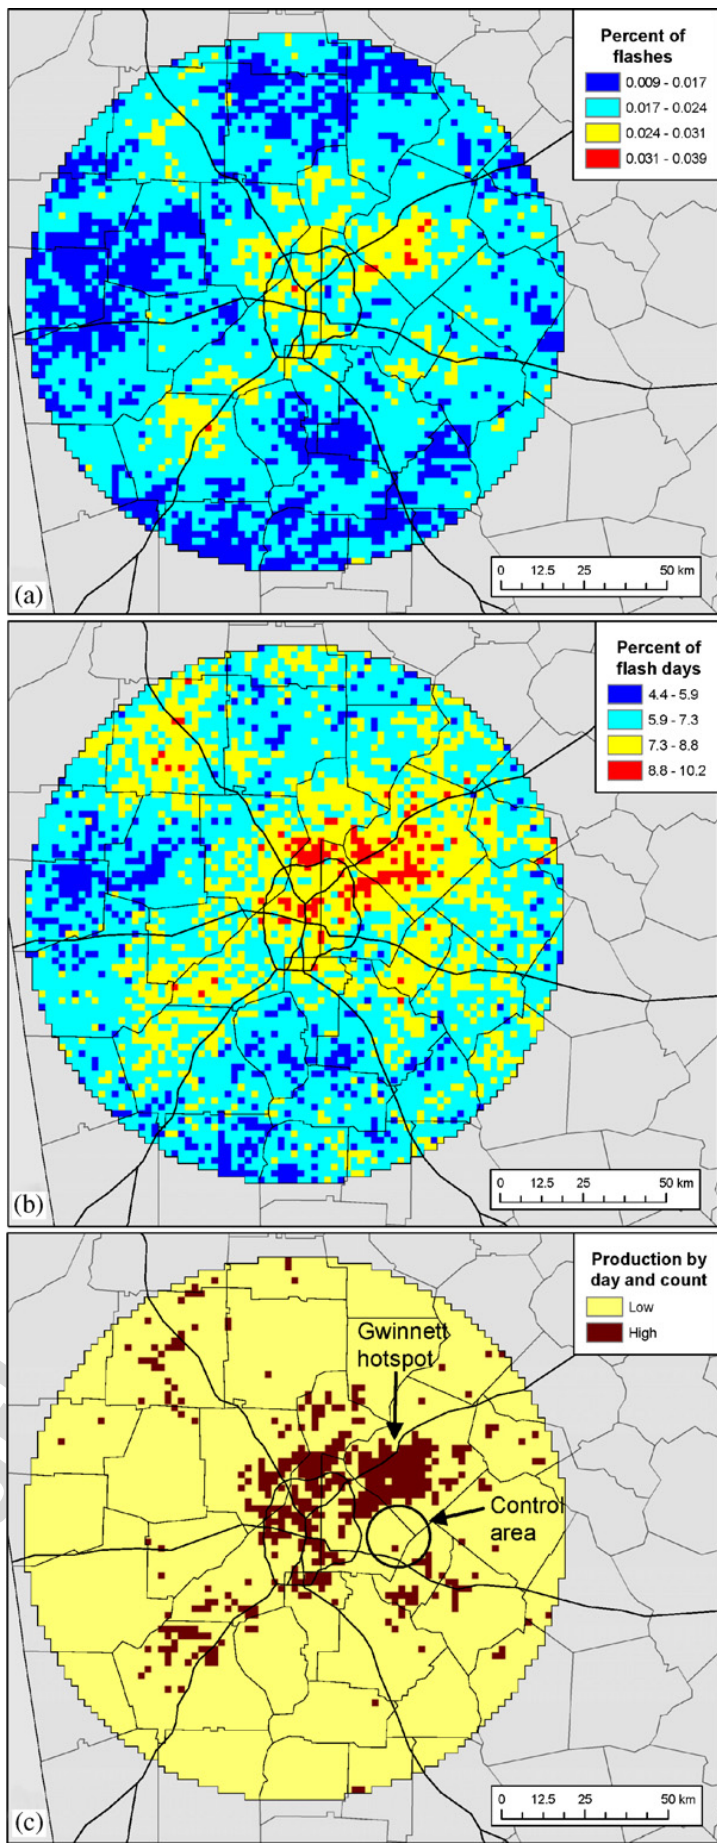 Percent of
flashes
0.009 - 0.017
0.017 - 0.024
0.024 - 0.031
0.031 - 0.039
0 12.5 25 50 km
(a)
Percent of
flash days
4.4 - 5.9
5.9 - 7.3
7.3 - 8.8
8.8 - 10.2
0 12.5 25 50 km
(b)
Production by
day and count
Low
High
Gwinnett
hotspot
Control
area
0 12.5 25 50 km
(c)